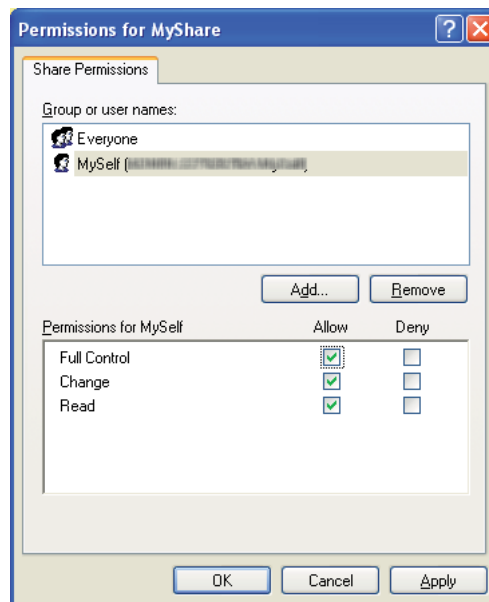 Permissions for MyShare
Share Permissions
Group or user names:
Everyone
MySelf (
Add... Remove
Permissions for MySelf Allow Deny
Full Control
Change
Read
OK Cancel Apply